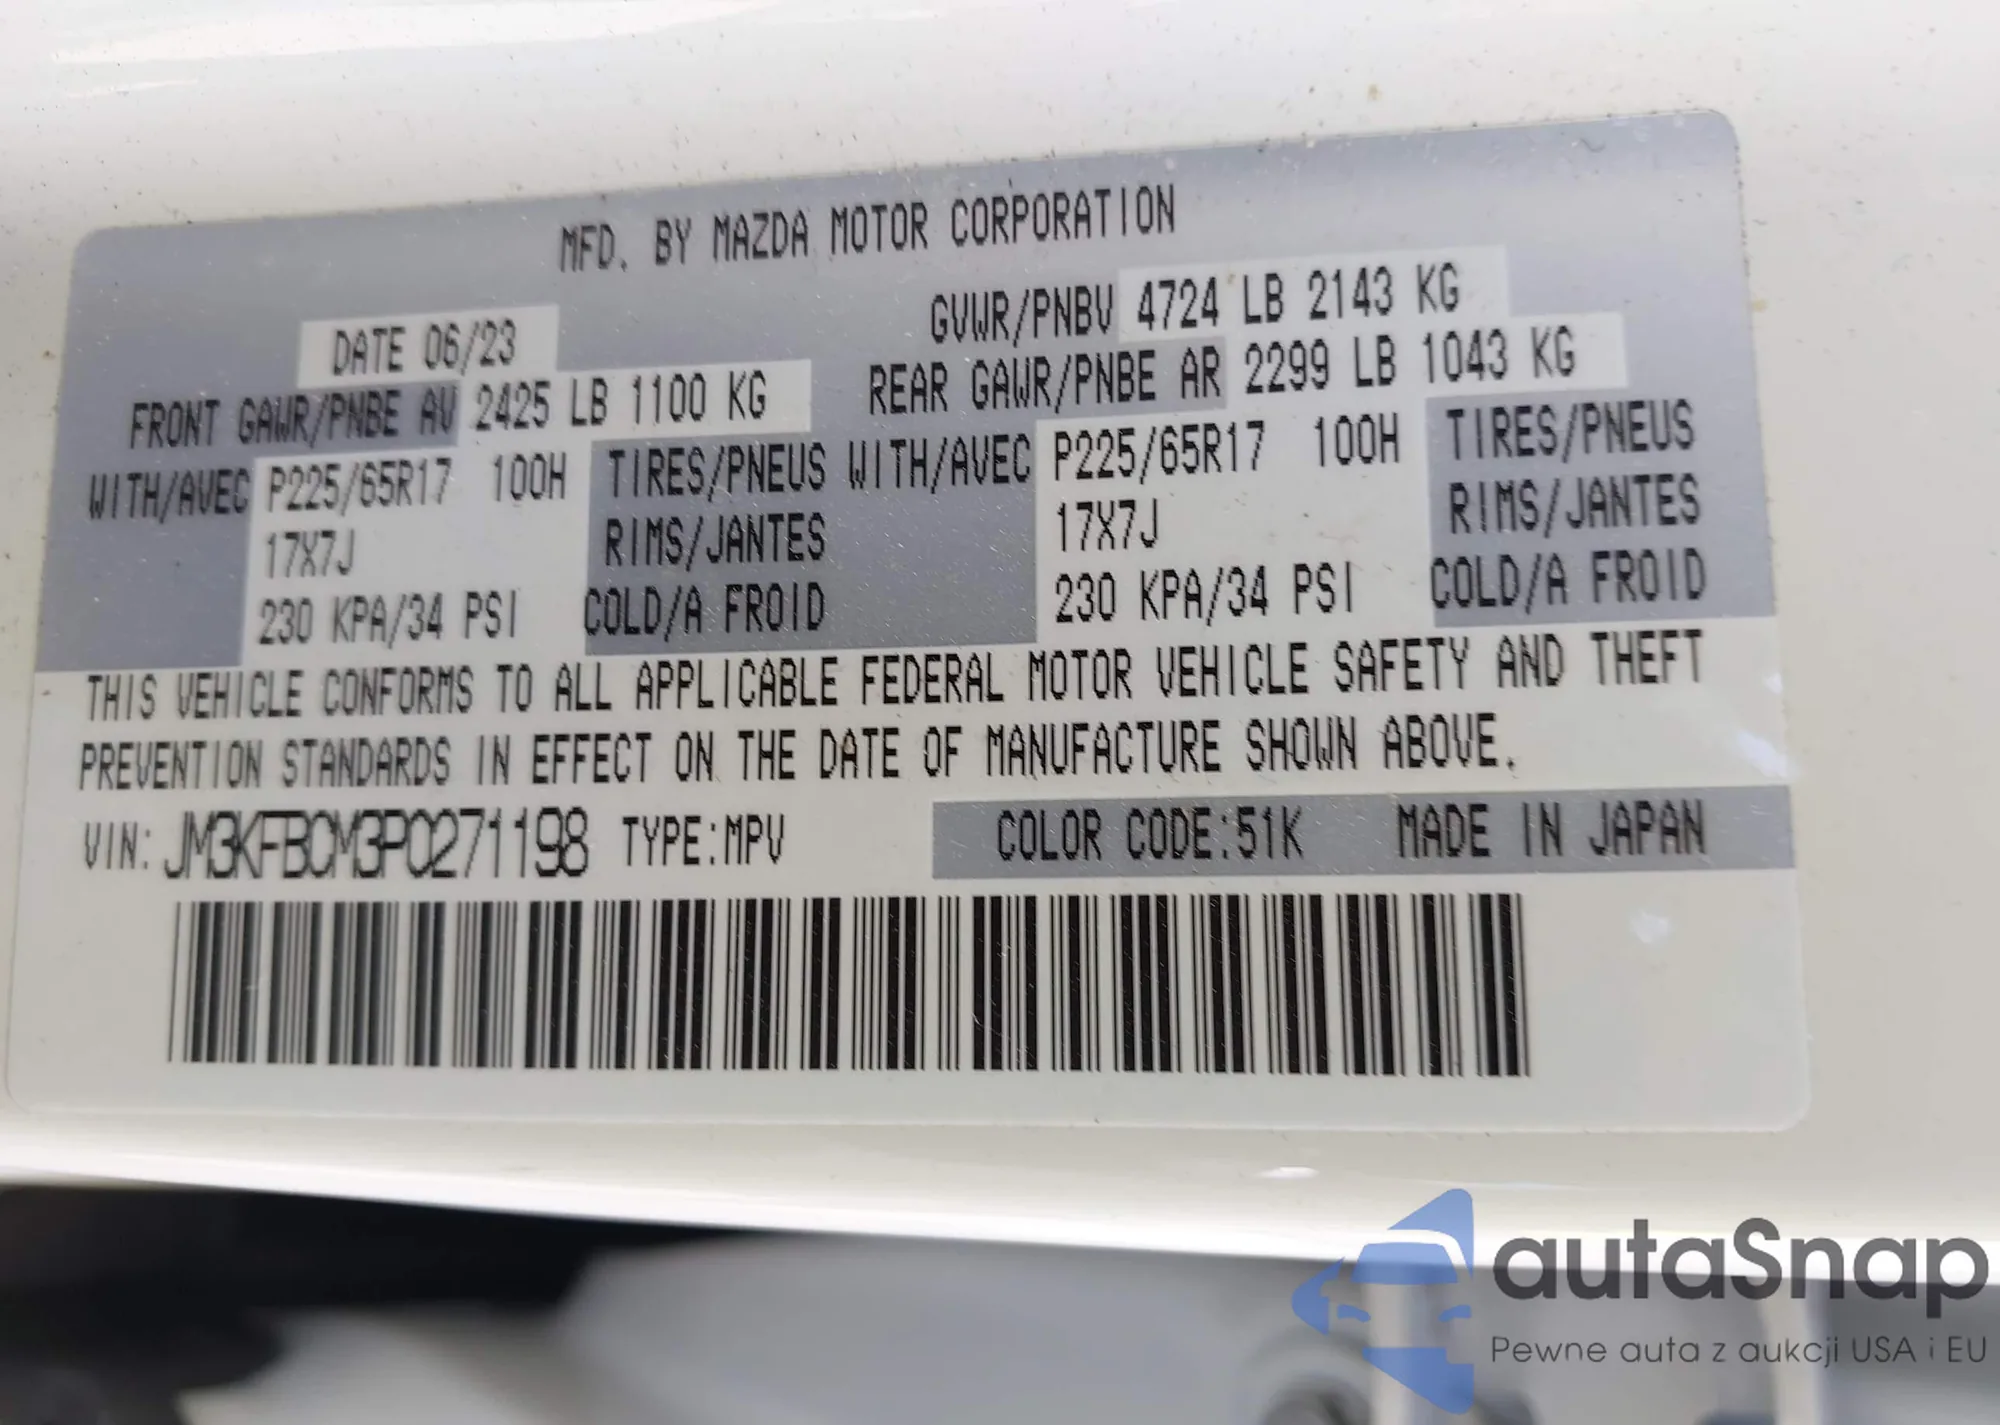 MFD. BY MAZDA MOTOR CORPORATION
DATE 06/23
GVWR/PNBV 4724 LB 2143 KG
FRONT GAWR/PNBE AV 2425 LB 1100 KG
REAR GAWR/PNBE AR 2299 LB 1043 KG
WITH/AVEC P225/65R17 100H TIRES/PNEUS WITH/AVEC P225/65R17 100H TIRES/PNEUS
17X7J RIMS/JANTES 17X7J RIMS/JANTES
230 KPA/34 PSI COLD/A FROID 230 KPA/34 PSI COLD/A FROID
THIS VEHICLE CONFORMS TO ALL APPLICABLE FEDERAL MOTOR VEHICLE SAFETY AND THEFT
PREVENTION STANDARDS IN EFFECT ON THE DATE OF MANUFACTURE SHOWN ABOVE.
VIN: JM3KFBCM3P0271198 TYPE:MPV COLOR CODE:51K MADE IN JAPAN
autaSnap
Pewne auta z aukcji USA i EU